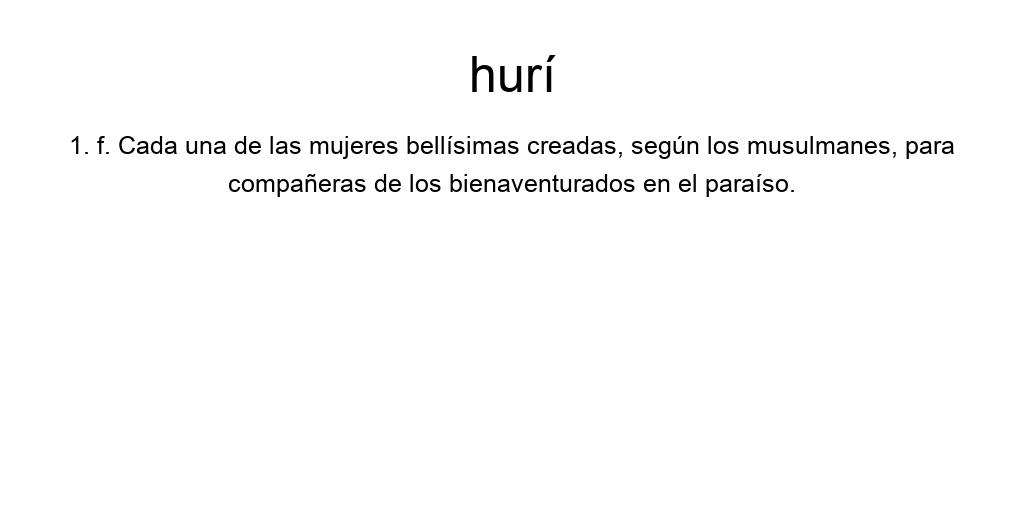 hurí
1. f. Cada una de las mujeres bellísimas creadas, según los musulmanes, para
compañeras de los bienaventurados en el paraíso.